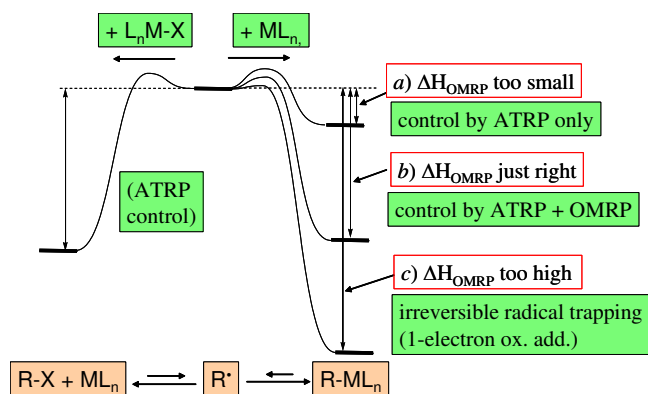 + LnM-X
+ MLn,
a) ΔHOMRP too small
control by ATRP only
b) ΔHOMRP just right
(ATRP
control)
control by ATRP + OMRP
c) ΔHOMRP too high
irreversible radical trapping
(1-electron ox. add.)
R-X + MLn
R•
R-MLn